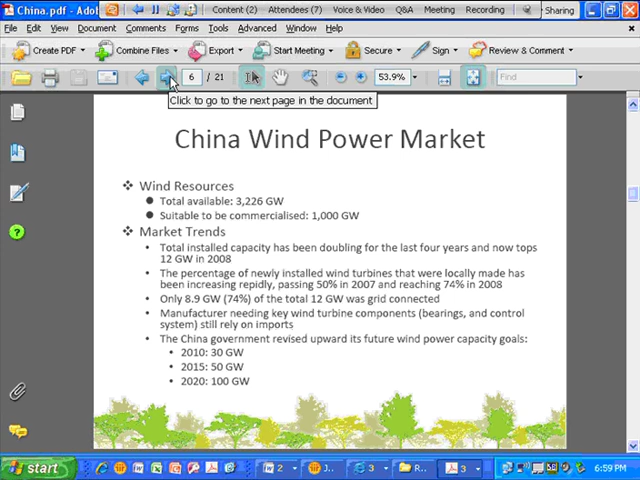 China.pdf - Adob
Content (2) Attendees (7) Voice & Video Q&A Meeting Recording Sharing
File Edit View Document Comments Forms Tools Advanced Window Help
Create PDF Combine Files Export Start Meeting Secure Sign Review & Comment
6 / 21 53.9% Find
Click to go to the next page in the document
China Wind Power Market
❖ Wind Resources
● Total available: 3,226 GW
● Suitable to be commercialised: 1,000 GW
❖ Market Trends
• Total installed capacity has been doubling for the last four years and now tops
12 GW in 2008
• The percentage of newly installed wind turbines that were locally made has
been increasing repidly, passing 50% in 2007 and reaching 74% in 2008
• Only 8.9 GW (74%) of the total 12 GW was grid connected
• Manufacturer needing key wind turbine components (bearings, and control
system) still rely on imports
• The China government revised upward its future wind power capacity goals:
• 2010: 30 GW
• 2015: 50 GW
• 2020: 100 GW
start 2 J... 3 R... 3 6:59 PM